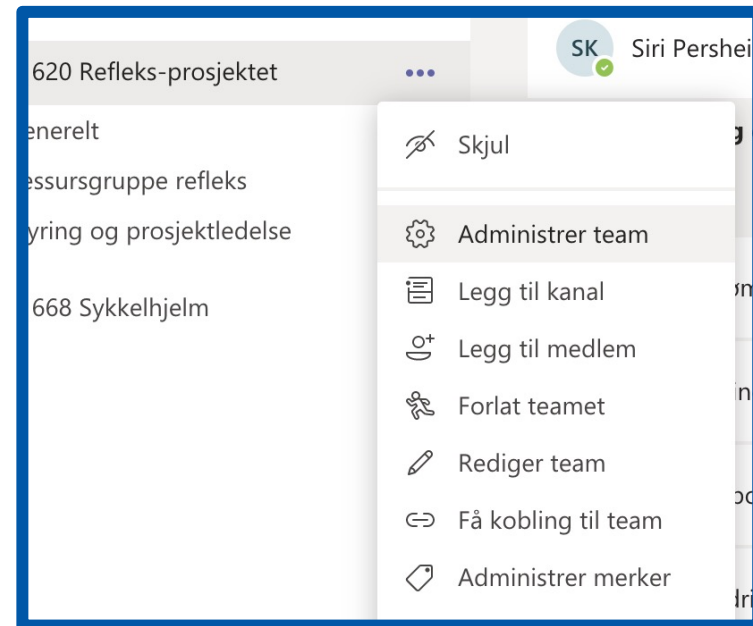 620 Refleks-prosjektet
enerelt
essursgruppe refleks
yring og prosjektledelse
668 Sykkelhjelm
SK Siri Pershei
Skjul
Administrer team
Legg til kanal
Legg til medlem
Forlat teamet
Rediger team
Få kobling til team
Administrer merker